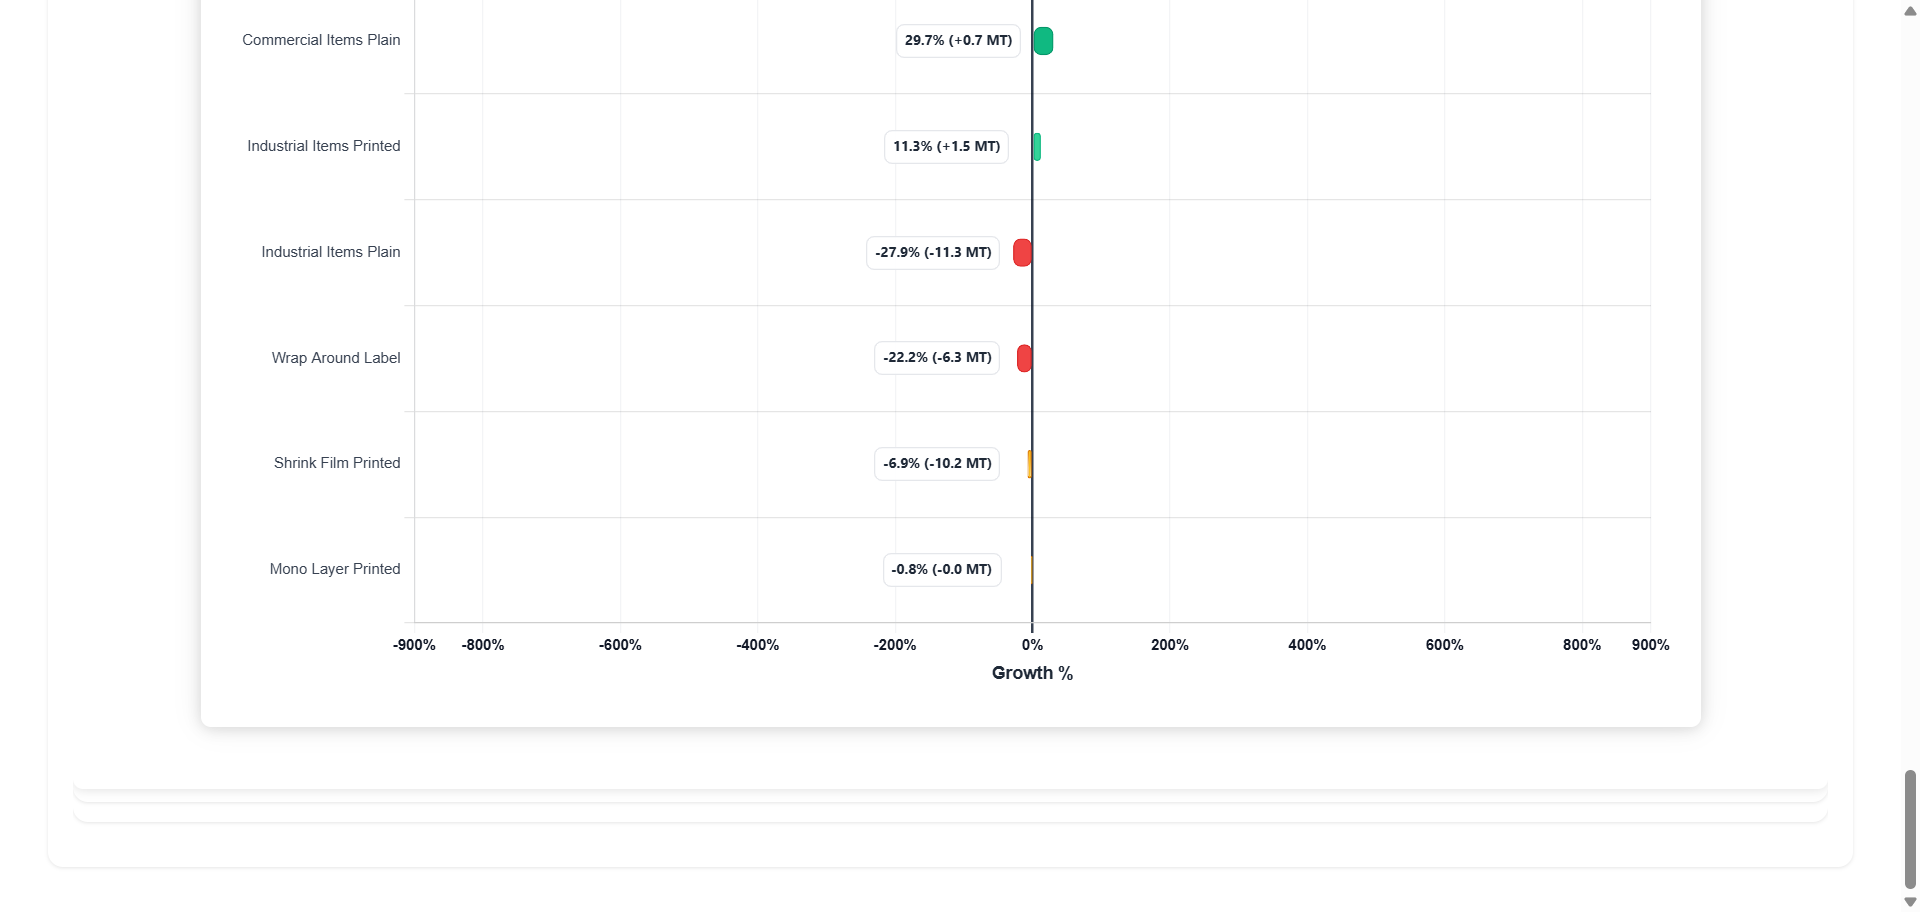 Commercial Items Plain 29.7% (+0.7 MT)
Industrial Items Printed 11.3% (+1.5 MT)
Industrial Items Plain -27.9% (-11.3 MT)
Wrap Around Label -22.2% (-6.3 MT)
Shrink Film Printed -6.9% (-10.2 MT)
Mono Layer Printed -0.8% (-0.0 MT)
-900% -800% -600% -400% -200% 0% 200% 400% 600% 800% 900%
Growth %